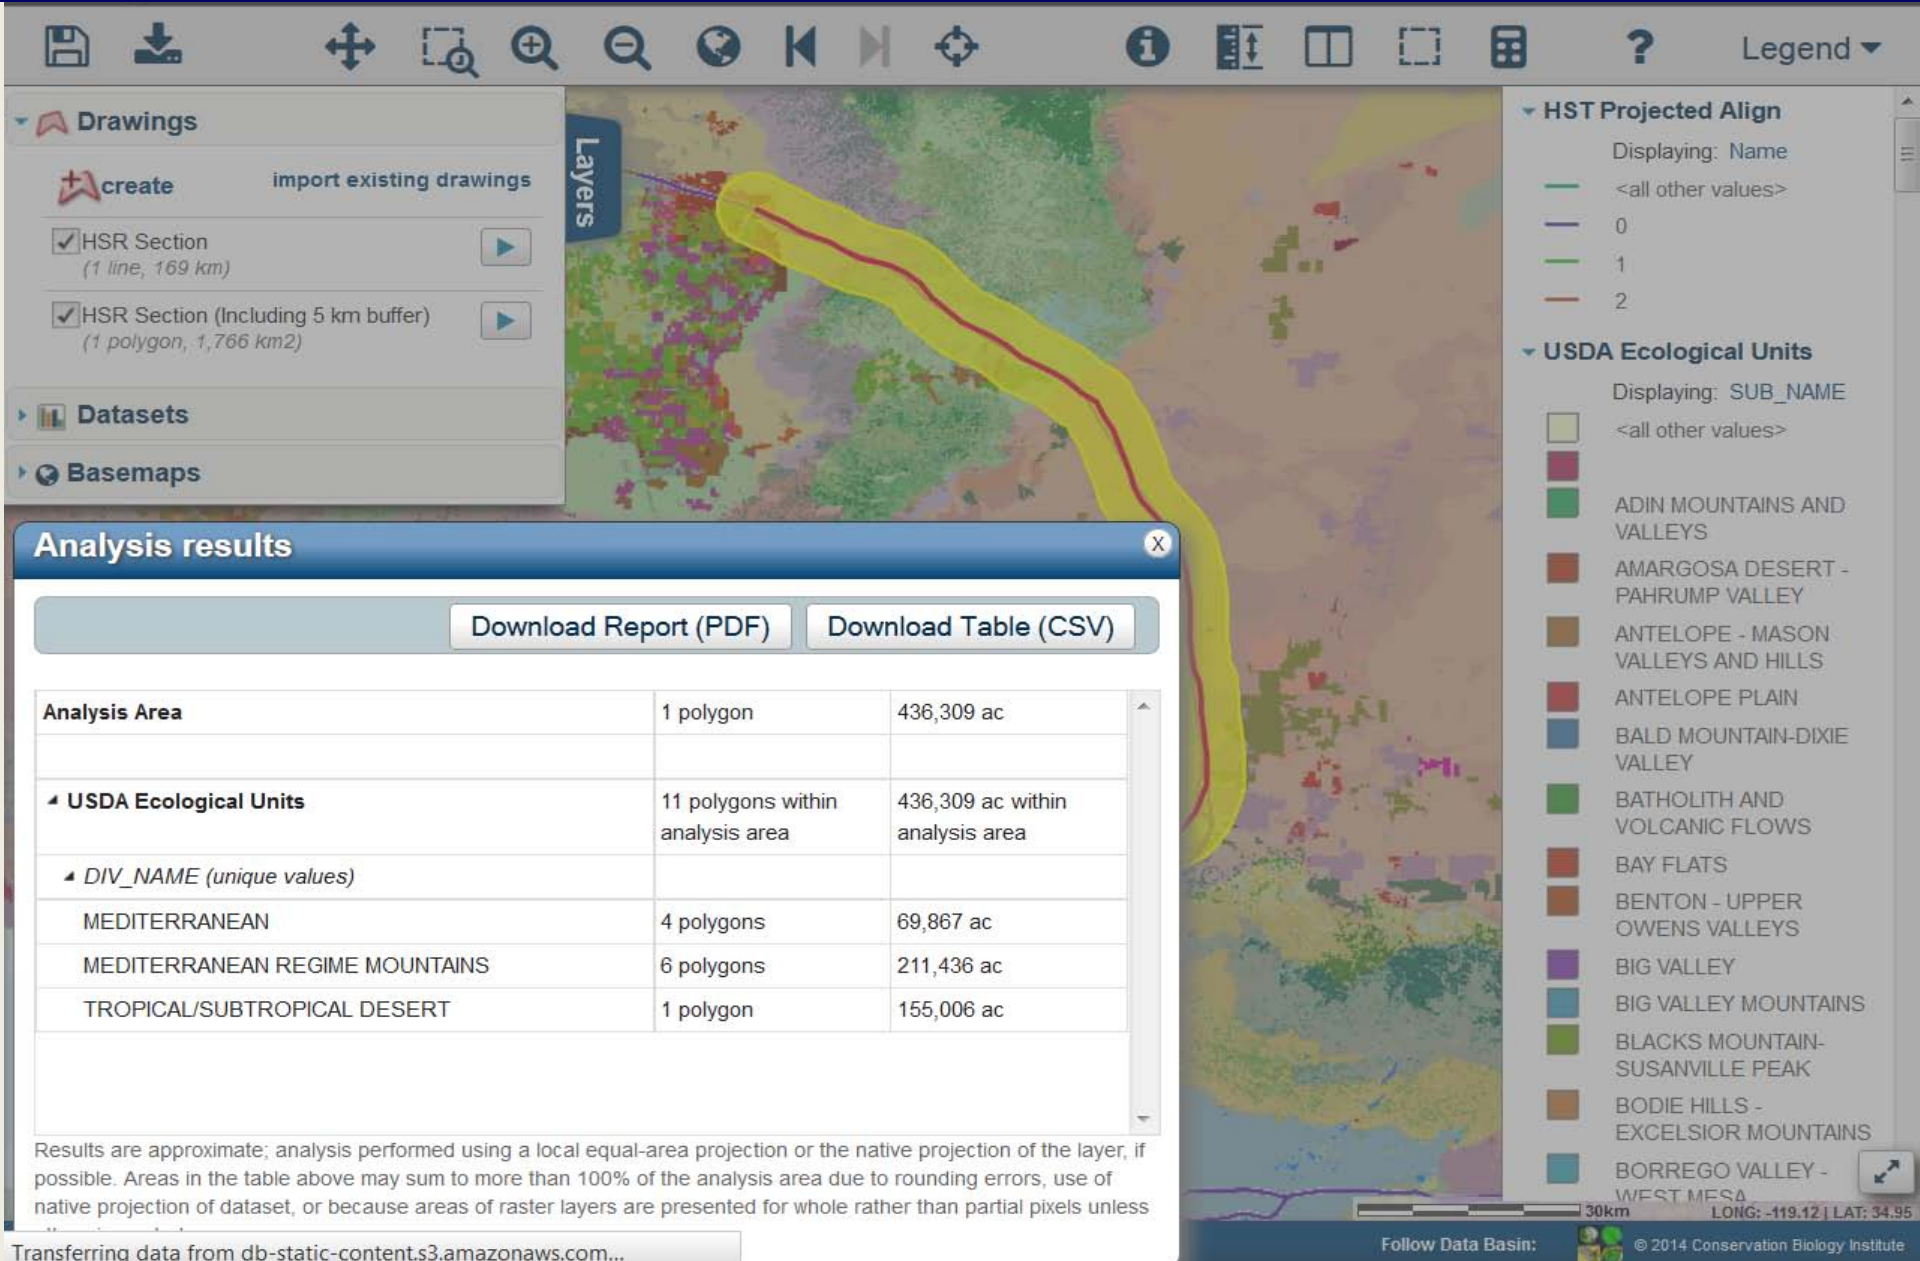 Legend
Drawings
create
import existing drawings
HSR Section
(1 line, 169 km)
HSR Section (Including 5 km buffer)
(1 polygon, 1,766 km2)
Datasets
Basemaps
Layers
Analysis results
X
Download Report (PDF)
Download Table (CSV)
Analysis Area 1 polygon 436,309 ac
USDA Ecological Units 11 polygons within analysis area 436,309 ac within analysis area
DIV_NAME (unique values)
MEDITERRANEAN 4 polygons 69,867 ac
MEDITERRANEAN REGIME MOUNTAINS 6 polygons 211,436 ac
TROPICAL/SUBTROPICAL DESERT 1 polygon 155,006 ac
Results are approximate; analysis performed using a local equal-area projection or the native projection of the layer, if
possible. Areas in the table above may sum to more than 100% of the analysis area due to rounding errors, use of
native projection of dataset, or because areas of raster layers are presented for whole rather than partial pixels unless
Transferring data from db-static-content.s3.amazonaws.com...
HST Projected Align
Displaying: Name
<all other values>
0
1
2
USDA Ecological Units
Displaying: SUB_NAME
<all other values>
ADIN MOUNTAINS AND
VALLEYS
AMARGOSA DESERT -
PAHRUMP VALLEY
ANTELOPE - MASON
VALLEYS AND HILLS
ANTELOPE PLAIN
BALD MOUNTAIN-DIXIE
VALLEY
BATHOLITH AND
VOLCANIC FLOWS
BAY FLATS
BENTON - UPPER
OWENS VALLEYS
BIG VALLEY
BIG VALLEY MOUNTAINS
BLACKS MOUNTAIN-
SUSANVILLE PEAK
BODIE HILLS -
EXCELSIOR MOUNTAINS
BORREGO VALLEY -
WEST MESA
30km
LONG: -119.12 | LAT: 34.95
Follow Data Basin:
© 2014 Conservation Biology Institute